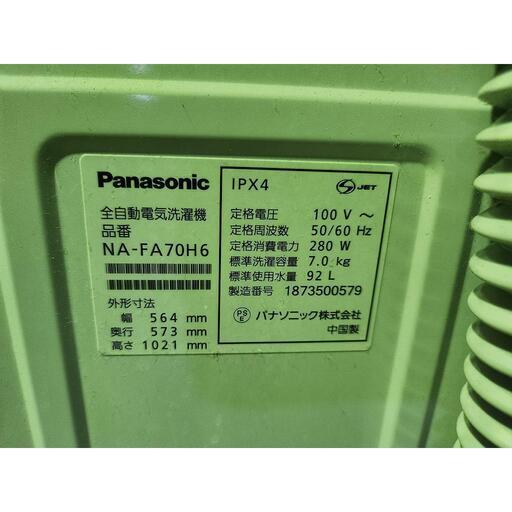 Panasonic
全自動電気洗濯機
品番
NA-FA70H6
外形寸法
幅 564 mm
奥行 573 mm
高さ 1021 mm
IPX4
S JET
定格電圧 100 V ～
定格周波数 50/60 Hz
定格消費電力 280 W
標準洗濯容量 7.0 kg
標準使用水量 92 L
製造番号 1873500579
PS E パナソニック株式会社
中国製